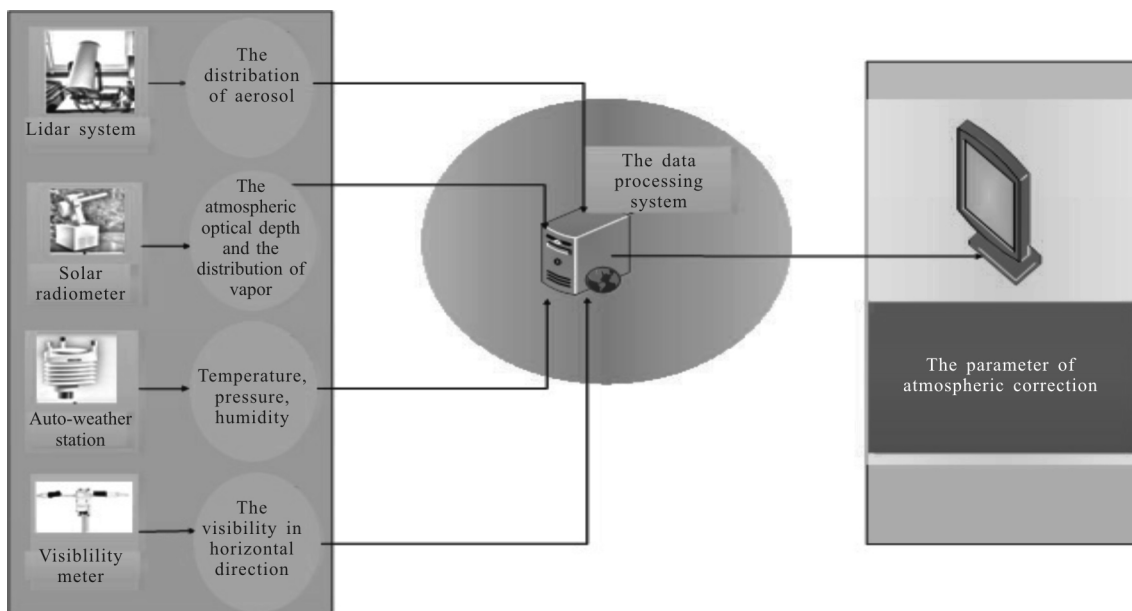 Lidar system
The
distribation
of aerosol
Solar
radiometer
The
atmospheric
optical depth
and the
distribution of
vapor
Auto-weather
station
Temperature,
pressure,
humidity
Visiblility
meter
The
visibility in
horizontal
direction
The data
processing
system
The parameter of
atmospheric correction